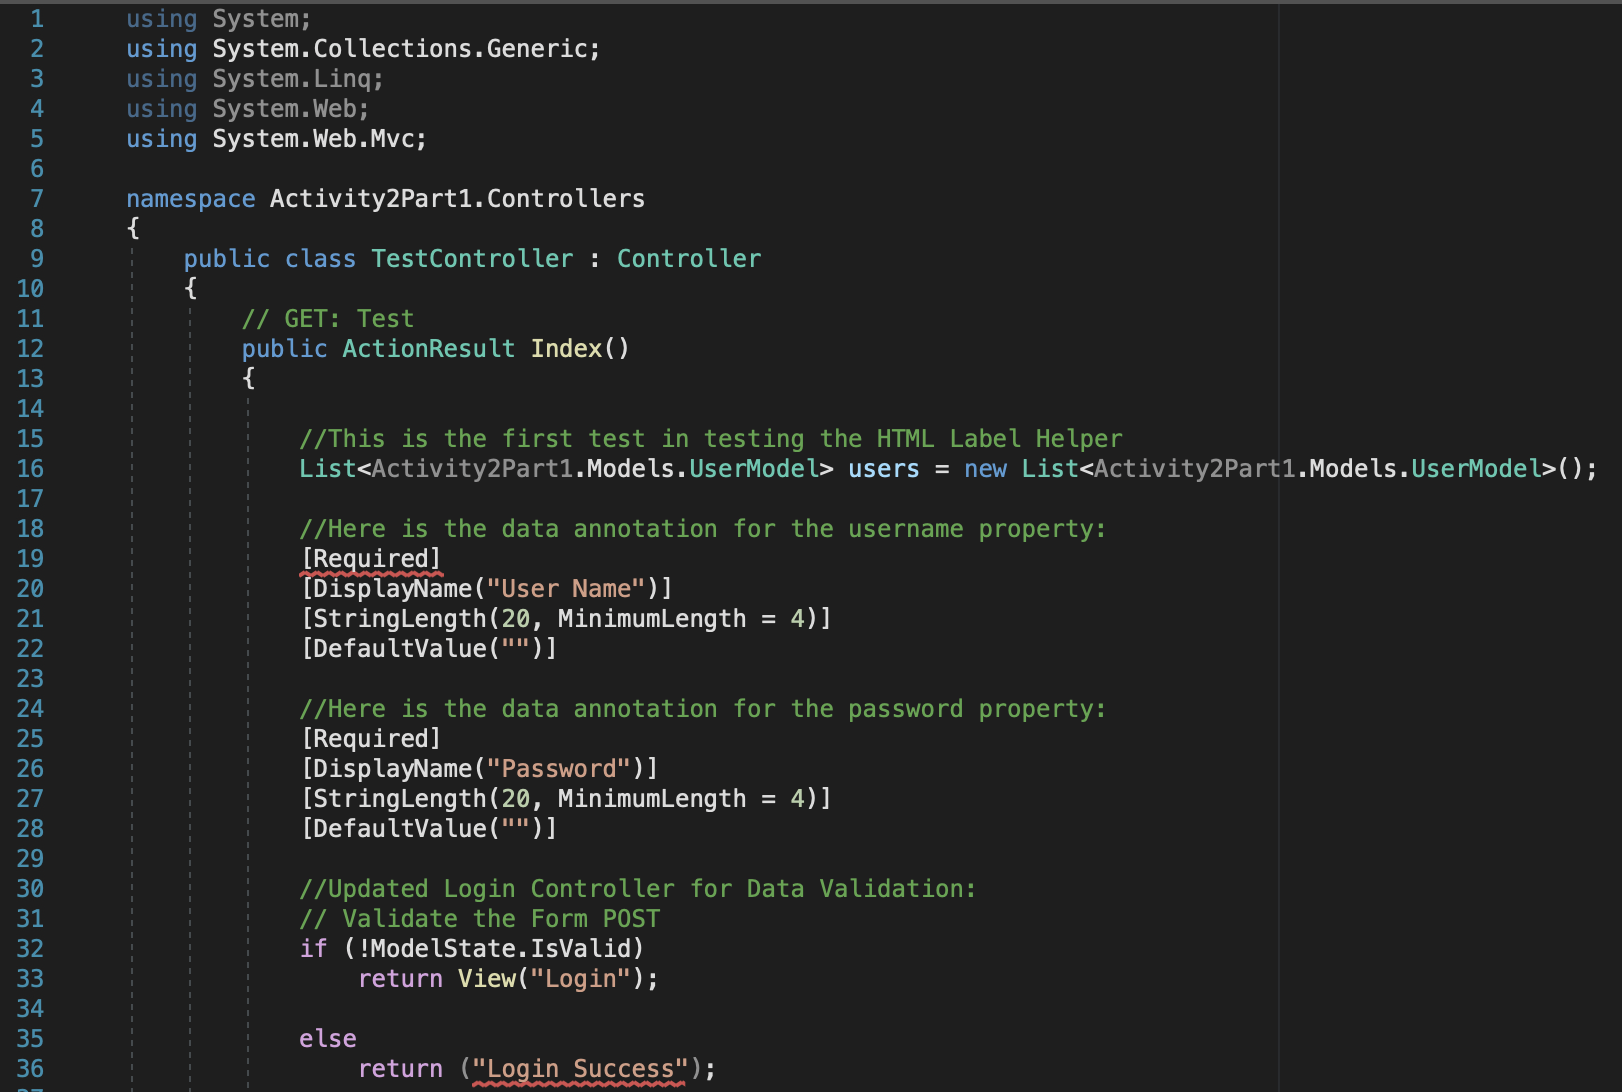 1 using System;
2 using System.Collections.Generic;
3 using System.Linq;
4 using System.Web;
5 using System.Web.Mvc;
6
7 namespace Activity2Part1.Controllers
8 {
9 public class TestController : Controller
10 {
11 // GET: Test
12 public ActionResult Index()
13 {
14
15 //This is the first test in testing the HTML Label Helper
16 List<Activity2Part1.Models.UserModel> users = new List<Activity2Part1.Models.UserModel>();
17
18 //Here is the data annotation for the username property:
19 [Required]
20 [DisplayName("User Name")]
21 [StringLength(20, MinimumLength = 4)]
22 [DefaultValue("")]
23
24 //Here is the data annotation for the password property:
25 [Required]
26 [DisplayName("Password")]
27 [StringLength(20, MinimumLength = 4)]
28 [DefaultValue("")]
29
30 //Updated Login Controller for Data Validation:
31 // Validate the Form POST
32 if (!ModelState.IsValid)
33 return View("Login");
34
35 else
36 return ("Login Success");